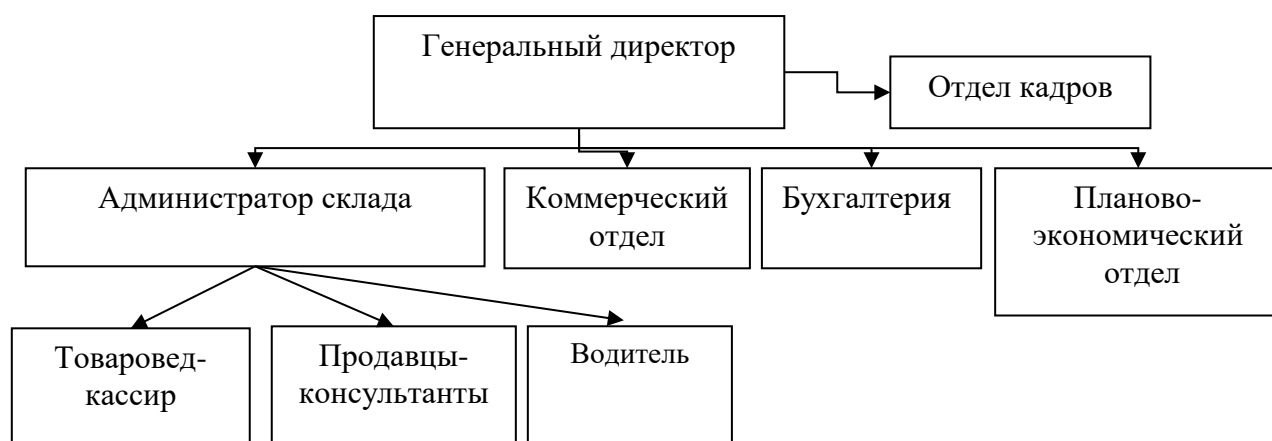 Генеральный директор
Отдел кадров
Администратор склада
Коммерческий
отдел
Бухгалтерия
Планово-
экономический
отдел
Товаровед-
кассир
Продавцы-
консультанты
Водитель